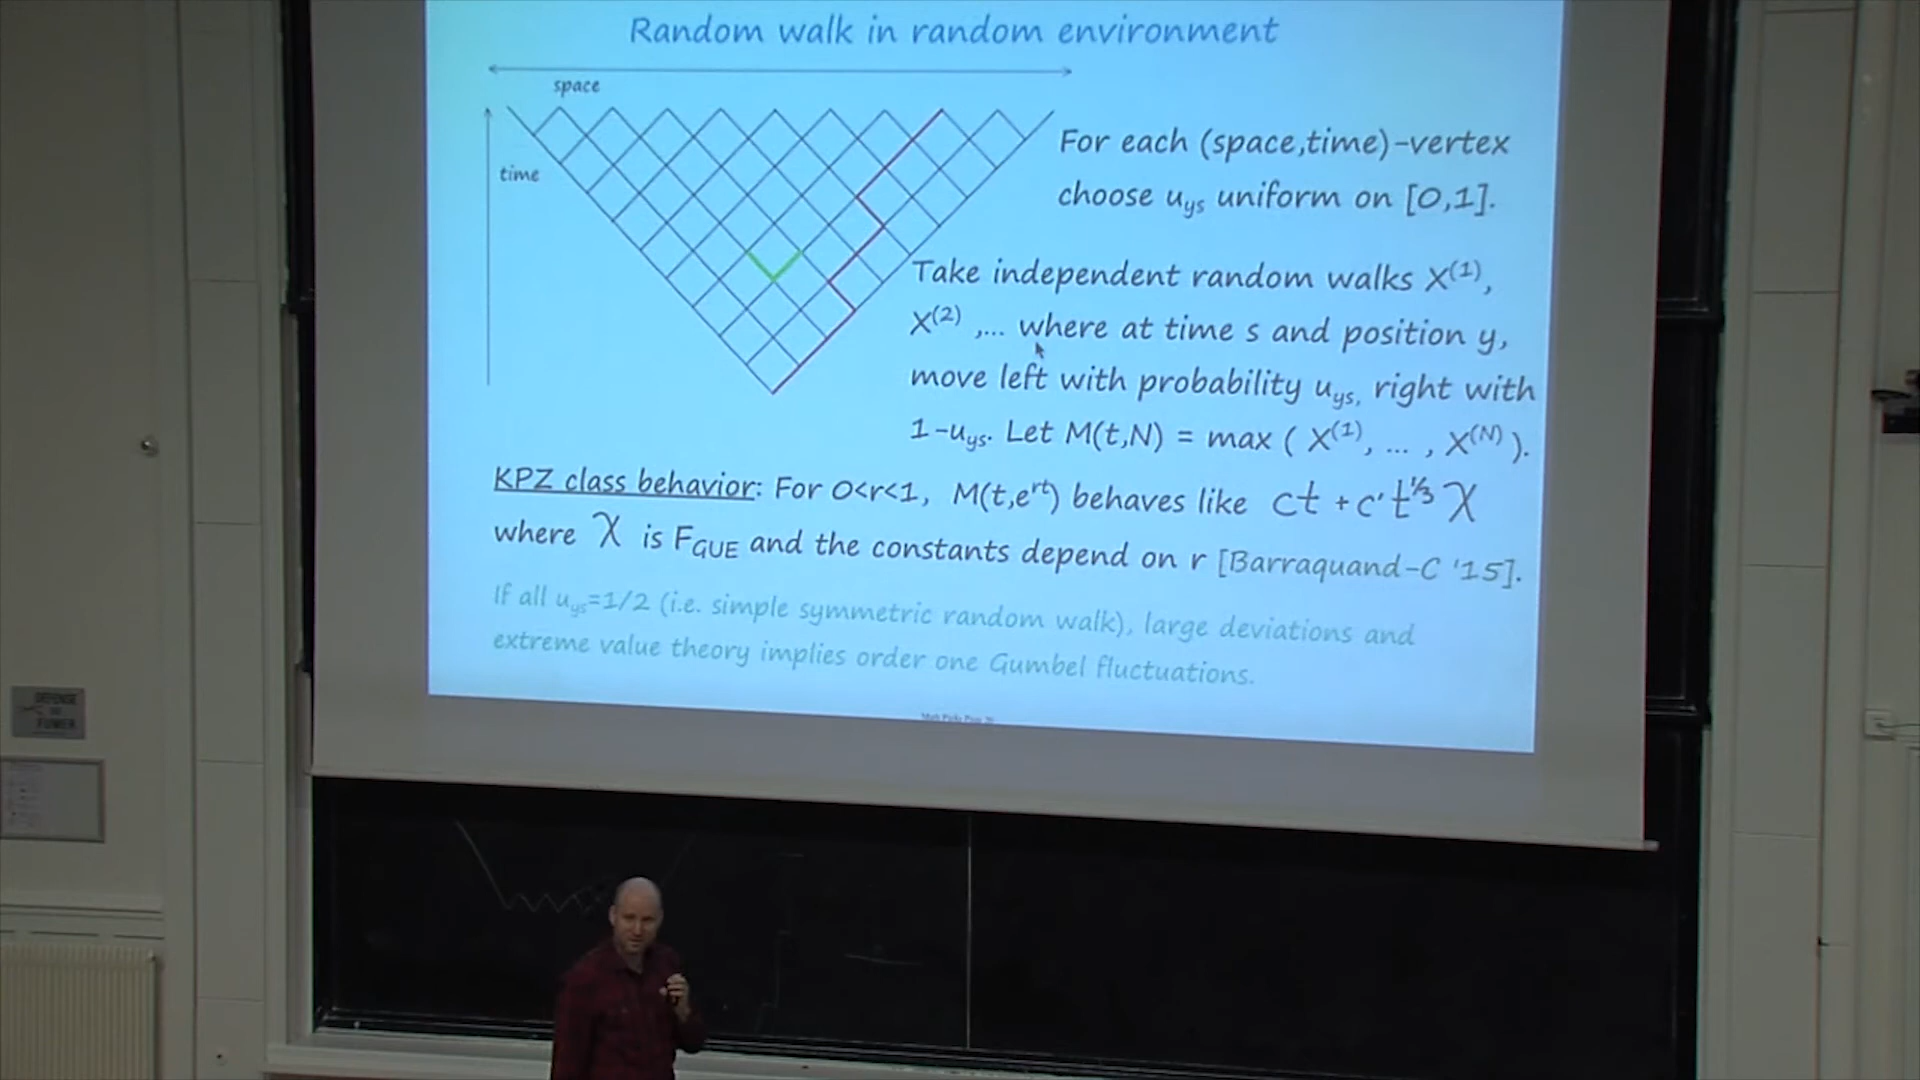 Random walk in random environment
space
time
For each (space,time)-vertex
choose u_ys uniform on [0,1].
Take independent random walks X^(1),
X^(2) ,... where at time s and position y,
move left with probability u_ys, right with
1-u_ys. Let M(t,N) = max ( X^(1), ... , X^(N) ).
KPZ class behavior: For 0<r<1, M(t,e^rt) behaves like ct + c' t^1/3 χ
where χ is F_GUE and the constants depend on r [Barraquand-C '15].
If all u_ys=1/2 (i.e. simple symmetric random walk), large deviations and
extreme value theory implies order one Gumbel fluctuations.
DEFENSE
DE
FUMER